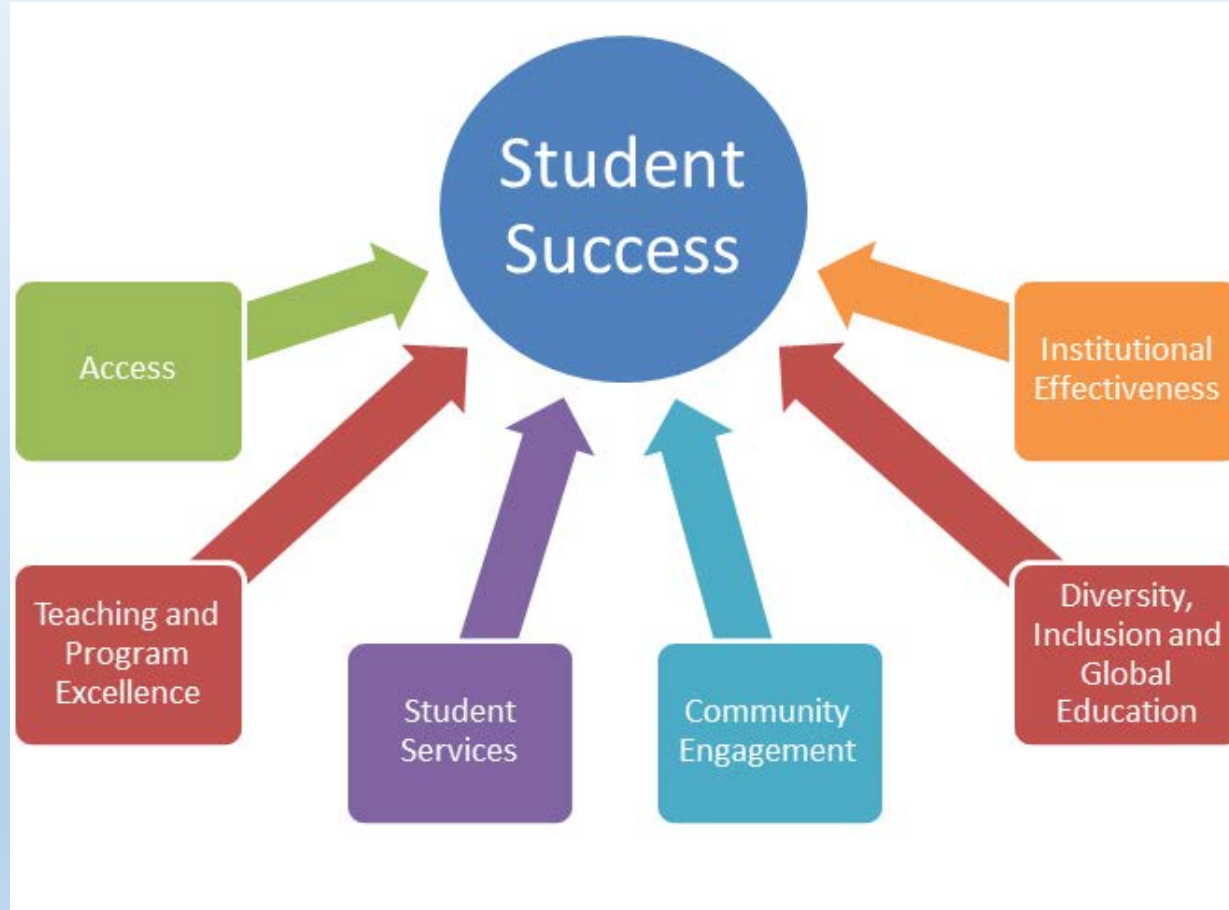 Student
Success
Access
Institutional
Effectiveness
Teaching and
Program
Excellence
Student
Services
Community
Engagement
Diversity,
Inclusion and
Global
Education